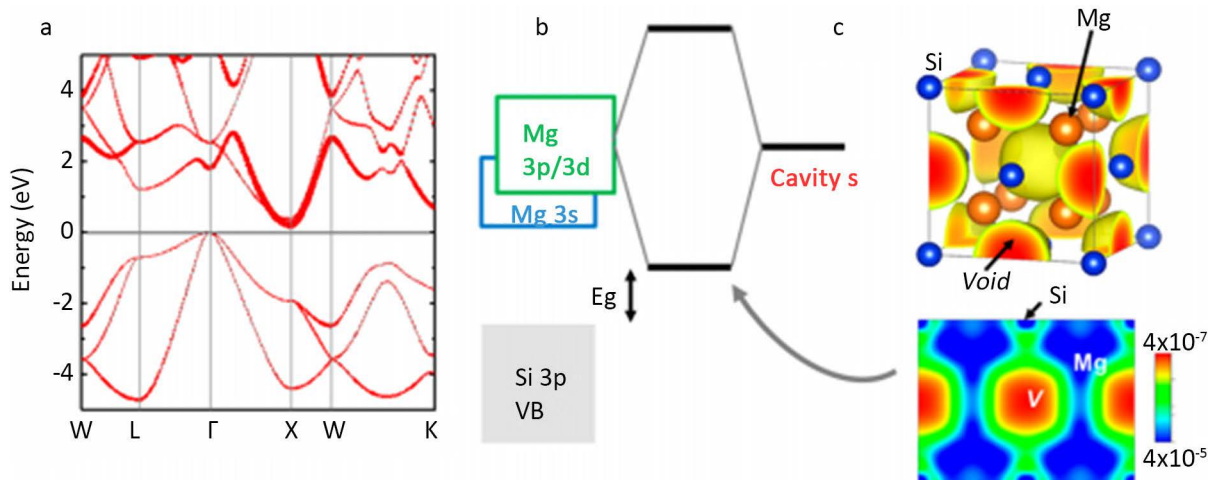 a
4
2
0
-2
-4
Energy (eV)
W
L
Γ
X
W
K
b
Mg
3p/3d
Mg 3s
Cavity s
Eg
Si 3p
VB
c
Mg
Si
Void
Si
Mg
V
4x10-7
4x10-5